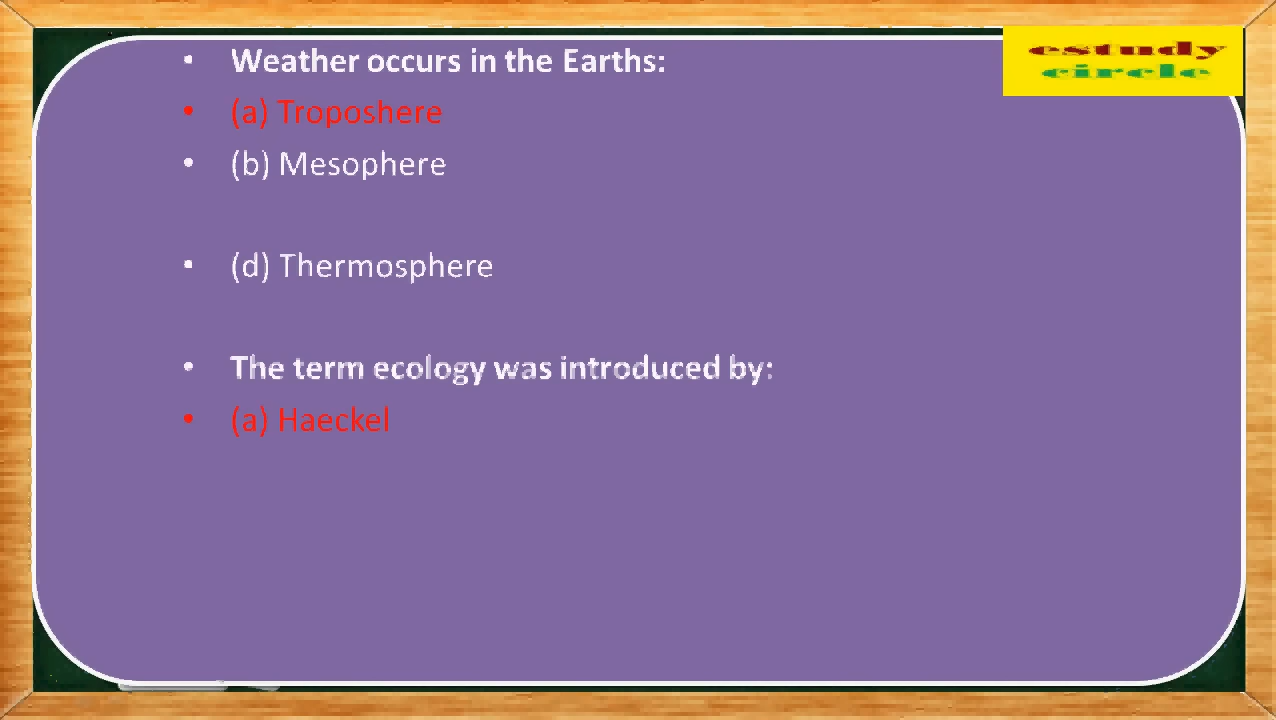 estudy
circle
• Weather occurs in the Earths:
• (a) Troposhere
• (b) Mesophere
• (d) Thermosphere
• The term ecology was introduced by:
• (a) Haeckel